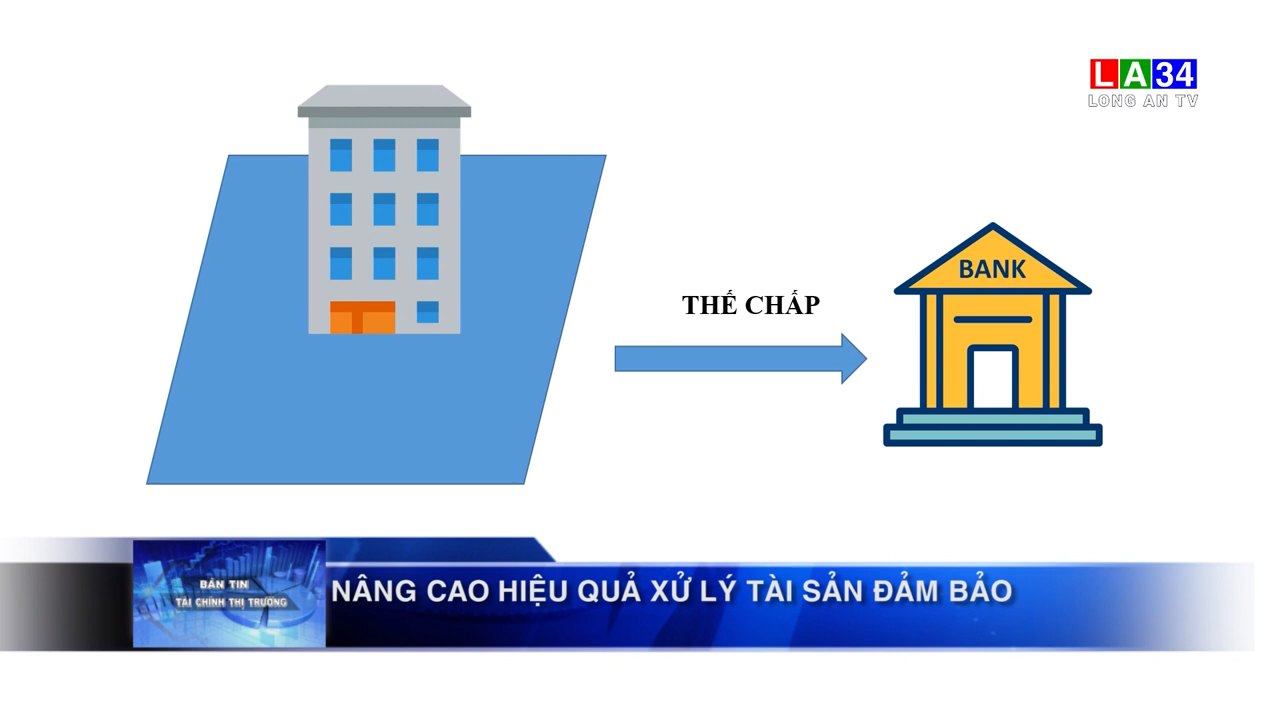 LA34
LONG AN TV
BANK
THẾ CHẤP
BẢN TIN
TÀI CHÍNH THỊ TRƯỜNG
NÂNG CAO HIỆU QUẢ XỬ LÝ TÀI SẢN ĐẢM BẢO